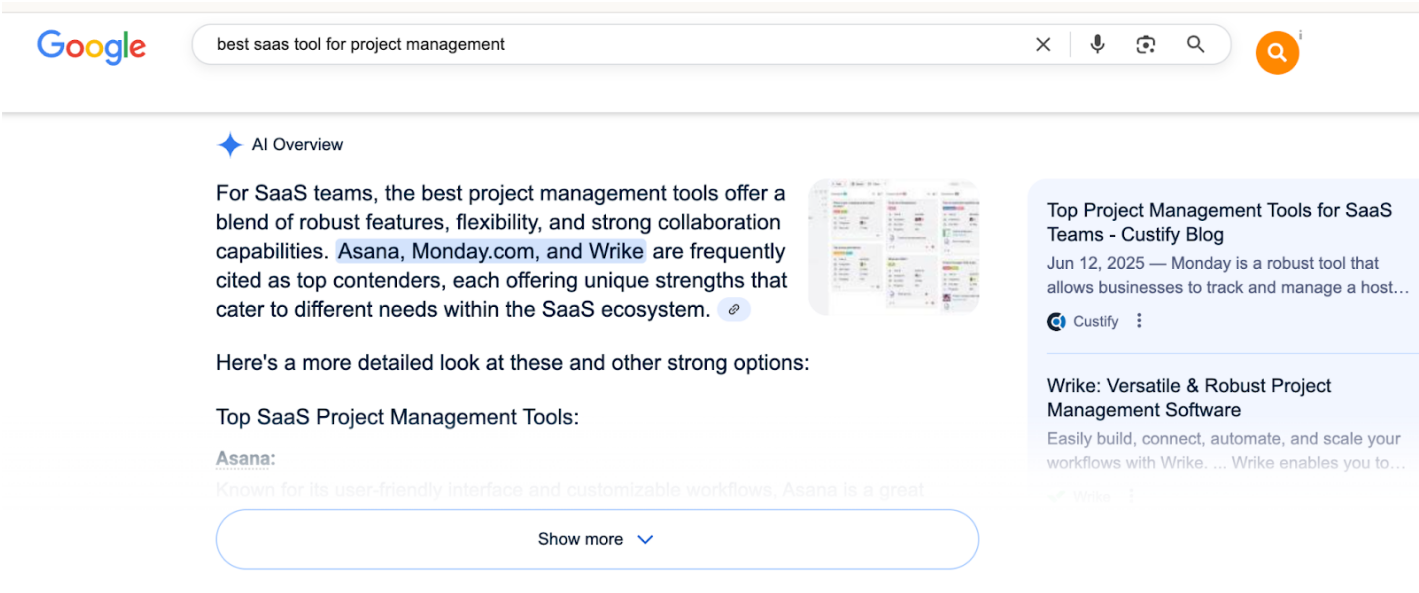 Google
best saas tool for project management
AI Overview
For SaaS teams, the best project management tools offer a
blend of robust features, flexibility, and strong collaboration
capabilities. Asana, Monday.com, and Wrike are frequently
cited as top contenders, each offering unique strengths that
cater to different needs within the SaaS ecosystem.
Here's a more detailed look at these and other strong options:
Top SaaS Project Management Tools:
Asana:
Known for its user-friendly interface and customizable workflows, Asana is a great
Show more
Top Project Management Tools for SaaS
Teams - Custify Blog
Jun 12, 2025 — Monday is a robust tool that
allows businesses to track and manage a host...
Custify
Wrike: Versatile & Robust Project
Management Software
Easily build, connect, automate, and scale your
workflows with Wrike. ... Wrike enables you to...
Wrike